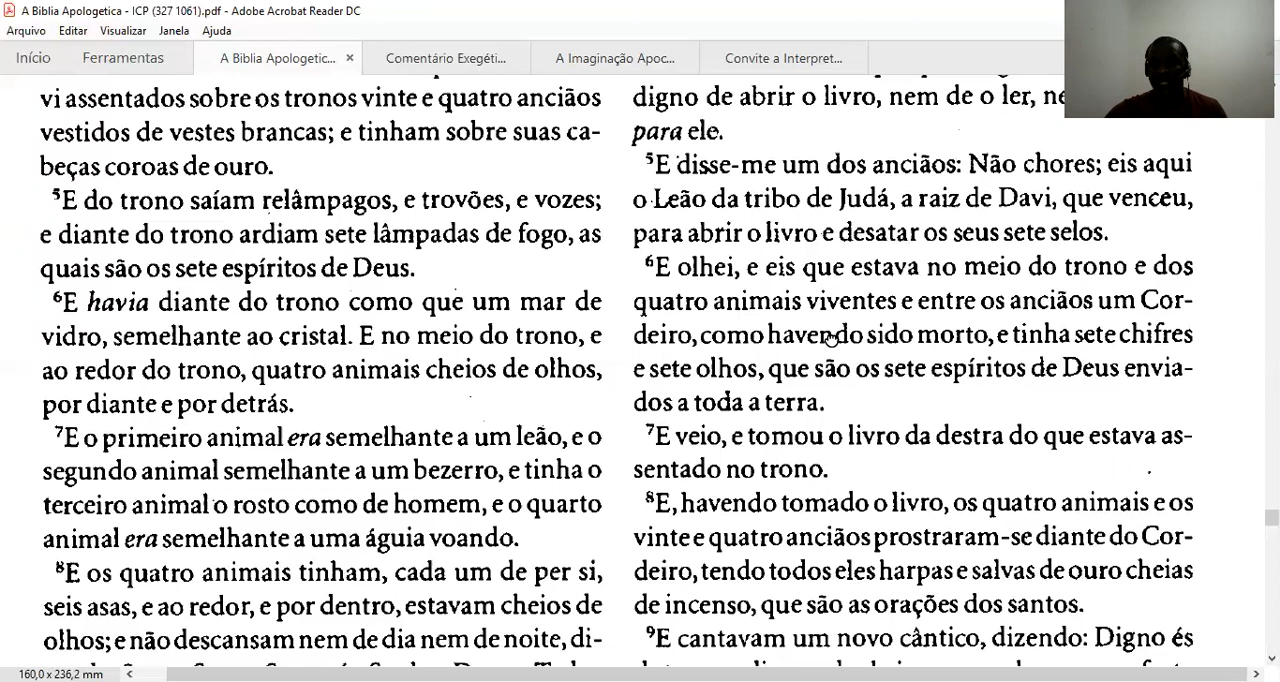 A Biblia Apologetica - ICP (327 1061).pdf - Adobe Acrobat Reader DC
Arquivo Editar Visualizar Janela Ajuda
Início Ferramentas A Biblia Apologetic... × Comentário Exegéti... A Imaginação Apoc... Convite a Interpret...
vi assentados sobre os tronos vinte e quatro anciãos
vestidos de vestes brancas; e tinham sobre suas ca-
beças coroas de ouro.
5E do trono saíam relâmpagos, e trovões, e vozes;
e diante do trono ardiam sete lâmpadas de fogo, as
quais são os sete espíritos de Deus.
6E havia diante do trono como que um mar de
vidro, semelhante ao cristal. E no meio do trono, e
ao redor do trono, quatro animais cheios de olhos,
por diante e por detrás.
7E o primeiro animal era semelhante a um leão, e o
segundo animal semelhante a um bezerro, e tinha o
terceiro animal o rosto como de homem, e o quarto
animal era semelhante a uma águia voando.
8E os quatro animais tinham, cada um de per si,
seis asas, e ao redor, e por dentro, estavam cheios de
olhos; e não descansam nem de dia nem de noite, di-
digno de abrir o livro, nem de o ler,
para ele.
5E disse-me um dos anciãos: Não chores; eis aqui
o Leão da tribo de Judá, a raiz de Davi, que venceu,
para abrir o livro e desatar os seus sete selos.
6E olhei, e eis que estava no meio do trono e dos
quatro animais viventes e entre os anciãos um Cor-
deiro, como havendo sido morto, e tinha sete chifres
e sete olhos, que são os sete espíritos de Deus envia-
dos a toda a terra.
7E veio, e tomou o livro da destra do que estava as-
sentado no trono.
8E, havendo tomado o livro, os quatro animais e os
vinte e quatro anciãos prostraram-se diante do Cor-
deiro, tendo todos eles harpas e salvas de ouro cheias
de incenso, que são as orações dos santos.
9E cantavam um novo cântico, dizendo: Digno és
160,0 x 236,2 mm